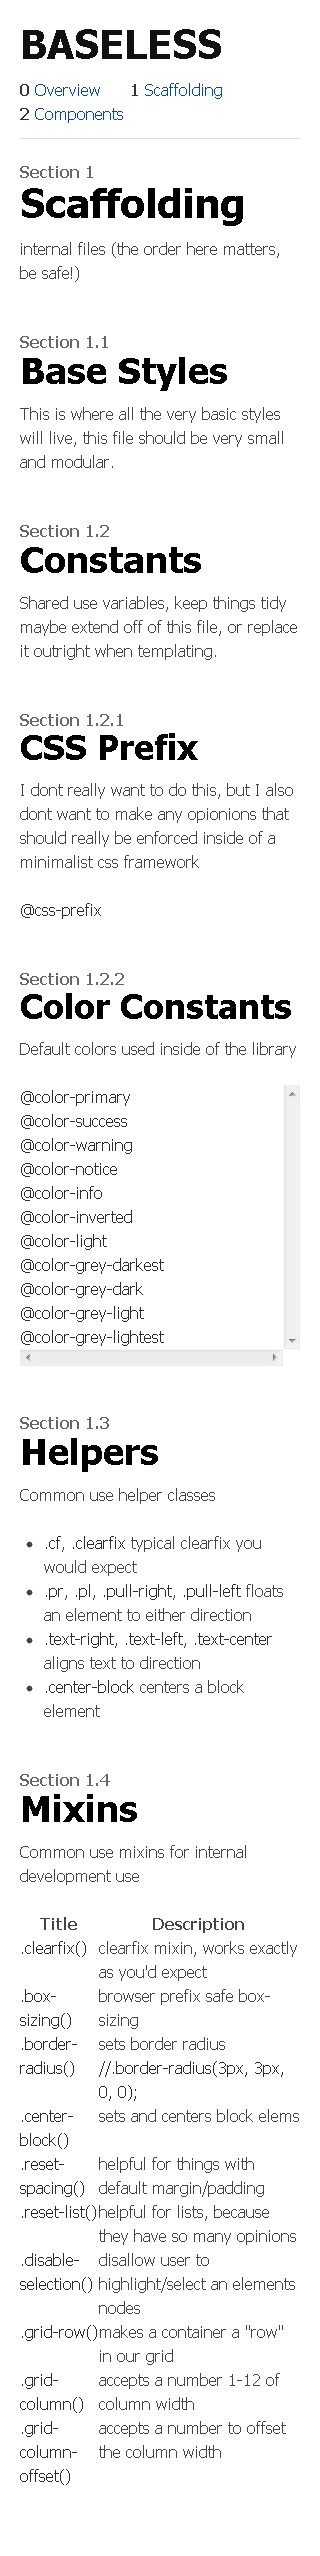 BASELESS
0 Overview 1 Scaffolding
2 Components
Section 1
Scaffolding
internal files (the order here matters,
be safe!)
Section 1.1
Base Styles
This is where all the very basic styles
will live, this file should be very small
and modular.
Section 1.2
Constants
Shared use variables, keep things tidy
maybe extend off of this file, or replace
it outright when templating.
Section 1.2.1
CSS Prefix
I dont really want to do this, but I also
dont want to make any opionions that
should really be enforced inside of a
minimalist css framework
@css-prefix
Section 1.2.2
Color Constants
Default colors used inside of the library
@color-primary
@color-success
@color-warning
@color-notice
@color-info
@color-inverted
@color-light
@color-grey-darkest
@color-grey-dark
@color-grey-light
@color-grey-lightest
Section 1.3
Helpers
Common use helper classes
• .cf, .clearfix typical clearfix you
would expect
• .pr, .pl, .pull-right, .pull-left floats
an element to either direction
• .text-right, .text-left, .text-center
aligns text to direction
• .center-block centers a block
element
Section 1.4
Mixins
Common use mixins for internal
development use
Title Description
.clearfix() clearfix mixin, works exactly
as you'd expect
.box- browser prefix safe box-
sizing() sizing
.border- sets border radius
radius() //.border-radius(3px, 3px,
0, 0);
.center- sets and centers block elems
block()
.reset- helpful for things with
spacing() default margin/padding
.reset-list() helpful for lists, because
they have so many opinions
.disable- disallow user to
selection() highlight/select an elements
nodes
.grid-row() makes a container a "row"
in our grid
.grid- accepts a number 1-12 of
column() column width
.grid- accepts a number to offset
column- the column width
offset()